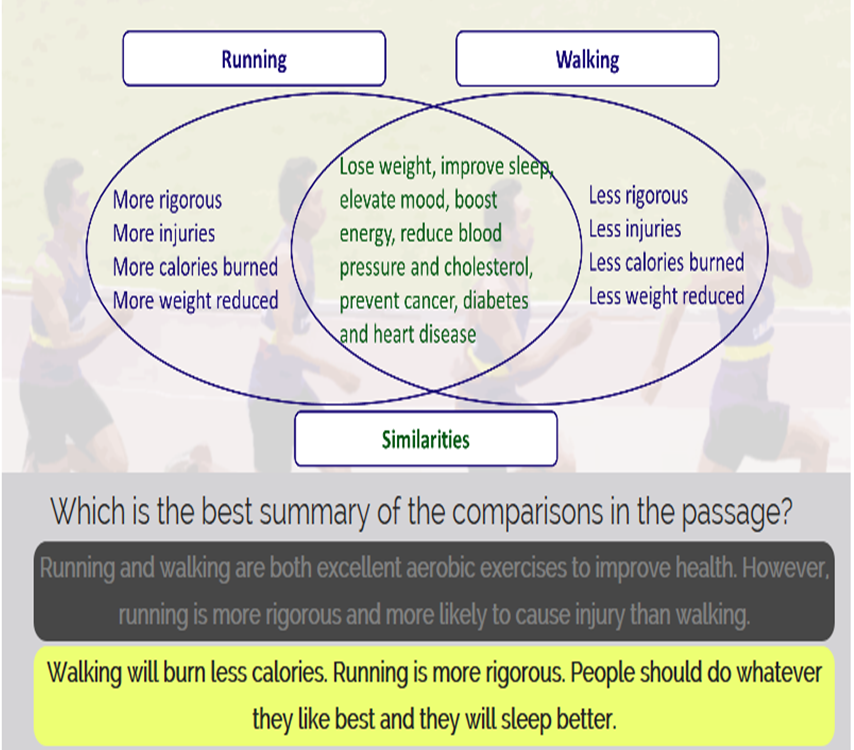 Running
Walking
More rigorous
More injuries
More calories burned
More weight reduced
Lose weight, improve sleep,
elevate mood, boost
energy, reduce blood
pressure and cholesterol,
prevent cancer, diabetes
and heart disease
Less rigorous
Less injuries
Less calories burned
Less weight reduced
Similarities
Which is the best summary of the comparisons in the passage?
Running and walking are both excellent aerobic exercises to improve health. However,
running is more rigorous and more likely to cause injury than walking.
Walking will burn less calories. Running is more rigorous. People should do whatever
they like best and they will sleep better.